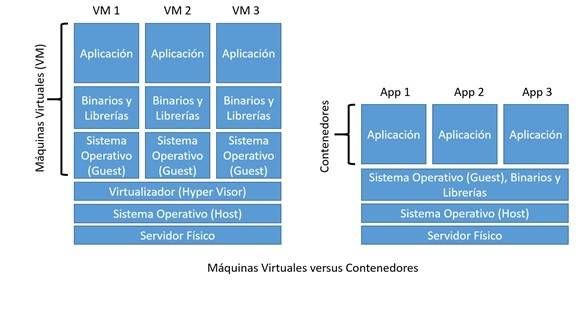 VM 1 VM 2 VM 3
Máquinas Virtuales (VM)
Aplicación Aplicación Aplicación
Binarios y Binarios y Binarios y
Librerías Librerías Librerías
Sistema Sistema Sistema
Operativo Operativo Operativo
(Guest) (Guest) (Guest)
Virtualizador (Hyper Visor)
Sistema Operativo (Host)
Servidor Físico
App 1 App 2 App 3
Contenedores
Aplicación Aplicación Aplicación
Sistema Operativo (Guest), Binarios y
Librerías
Sistema Operativo (Host)
Servidor Físico
Máquinas Virtuales versus Contenedores